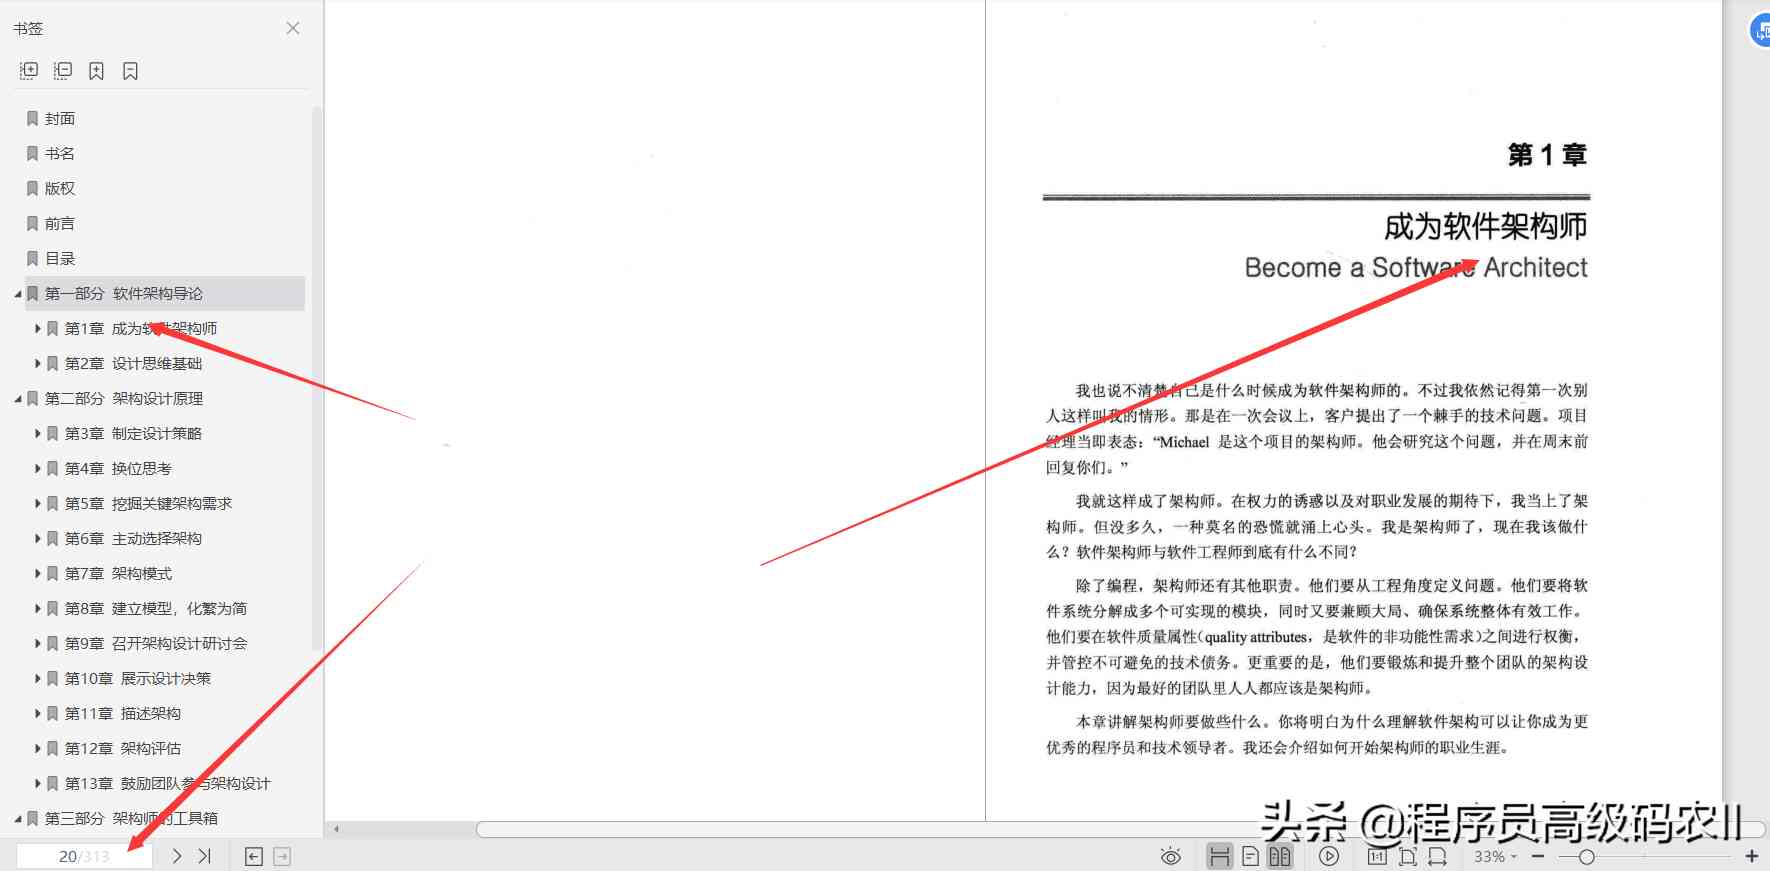 书签
封面
书名
版权
前言
目录
第一部分 软件架构导论
第1章 成为软件架构师
第2章 设计思维基础
第二部分 架构设计原理
第3章 制定设计策略
第4章 换位思考
第5章 挖掘关键架构需求
第6章 主动选择架构
第7章 架构模式
第8章 建立模型，化繁为简
第9章 召开架构设计研讨会
第10章 展示设计决策
第11章 描述架构
第12章 架构评估
第13章 鼓励团队参与架构设计
第三部分 架构师的工具箱
20/313
第 1 章
成为软件架构师
Become a Software Architect
我也说不清楚自己是什么时候成为软件架构师的。不过我依然记得第一次别
人这样叫我的情形。那是在一次会议上，客户提出了一个棘手的技术问题。项目
经理当即表态：“Michael 是这个项目的架构师。他会研究这个问题，并在周末前
回复你们。”
我就这样成了架构师。在权力的诱惑以及对职业发展的期待下，我当上了架
构师。但没多久，一种莫名的恐慌就涌上心头。我是架构师了，现在我该做什
么？软件架构师与软件工程师到底有什么不同？
除了编程，架构师还有其他职责。他们要从工程角度定义问题。他们要将软
件系统分解成多个可实现的模块，同时又要兼顾大局、确保系统整体有效工作。
他们要在软件质量属性（quality attributes，是软件的非功能性需求）之间进行权衡，
并管控不可避免的技术债务。更重要的是，他们要锻炼和提升整个团队的架构设
计能力，因为最好的团队里人人都应该是架构师。
本章讲解架构师要做些什么。你将明白为什么理解软件架构可以让你成为更
优秀的程序员和技术领导者。我还会介绍如何开始架构师的职业生涯。
头条 @程序员高级码农II
1:1
33%